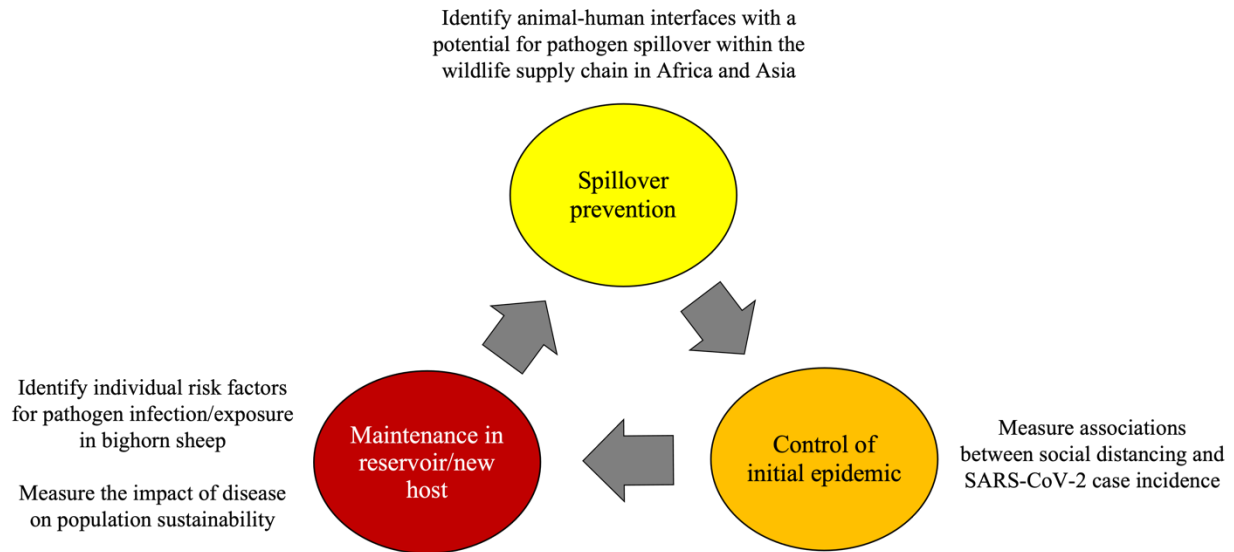 Identify animal-human interfaces with a
potential for pathogen spillover within the
wildlife supply chain in Africa and Asia
Spillover
prevention
Identify individual risk factors
for pathogen infection/exposure
in bighorn sheep
Measure the impact of disease
on population sustainability
Maintenance in
reservoir/new
host
Control of
initial epidemic
Measure associations
between social distancing and
SARS-CoV-2 case incidence